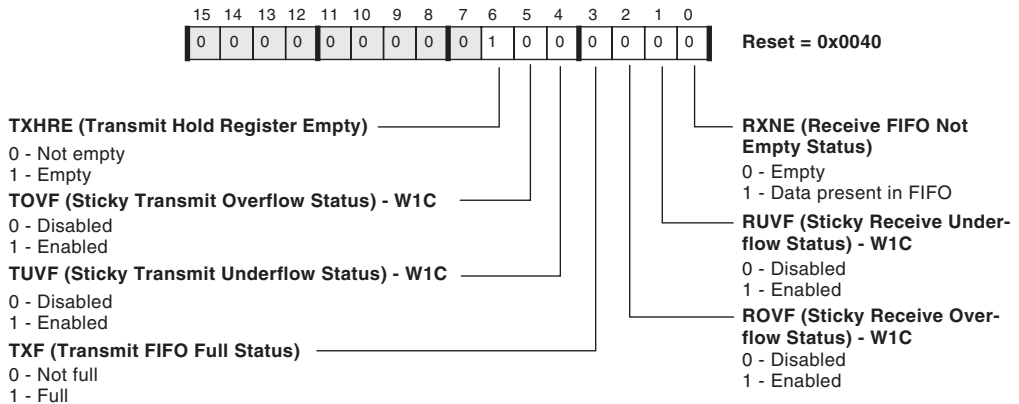 15 14 13 12 11 10 9 8 7 6 5 4 3 2 1 0
0 0 0 0 0 0 0 0 0 1 0 0 0 0 0 0
Reset = 0x0040
TXHRE (Transmit Hold Register Empty)
0 - Not empty
1 - Empty
TOVF (Sticky Transmit Overflow Status) - W1C
0 - Disabled
1 - Enabled
TUVF (Sticky Transmit Underflow Status) - W1C
0 - Disabled
1 - Enabled
TXF (Transmit FIFO Full Status)
0 - Not full
1 - Full
RXNE (Receive FIFO Not
Empty Status)
0 - Empty
1 - Data present in FIFO
RUVF (Sticky Receive Under-
flow Status) - W1C
0 - Disabled
1 - Enabled
ROVF (Sticky Receive Over-
flow Status) - W1C
0 - Disabled
1 - Enabled